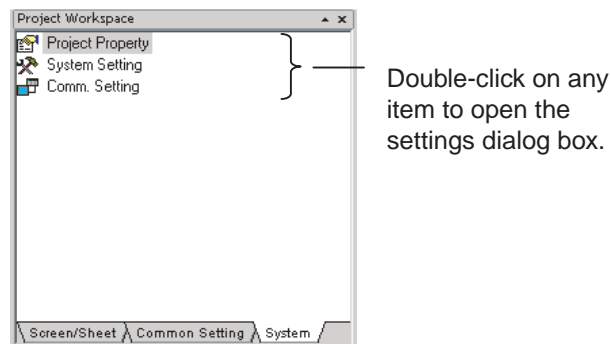 Project Workspace
Project Property
System Setting
Comm. Setting
Double-click on any
item to open the
settings dialog box.
Screen/Sheet
Common Setting
System